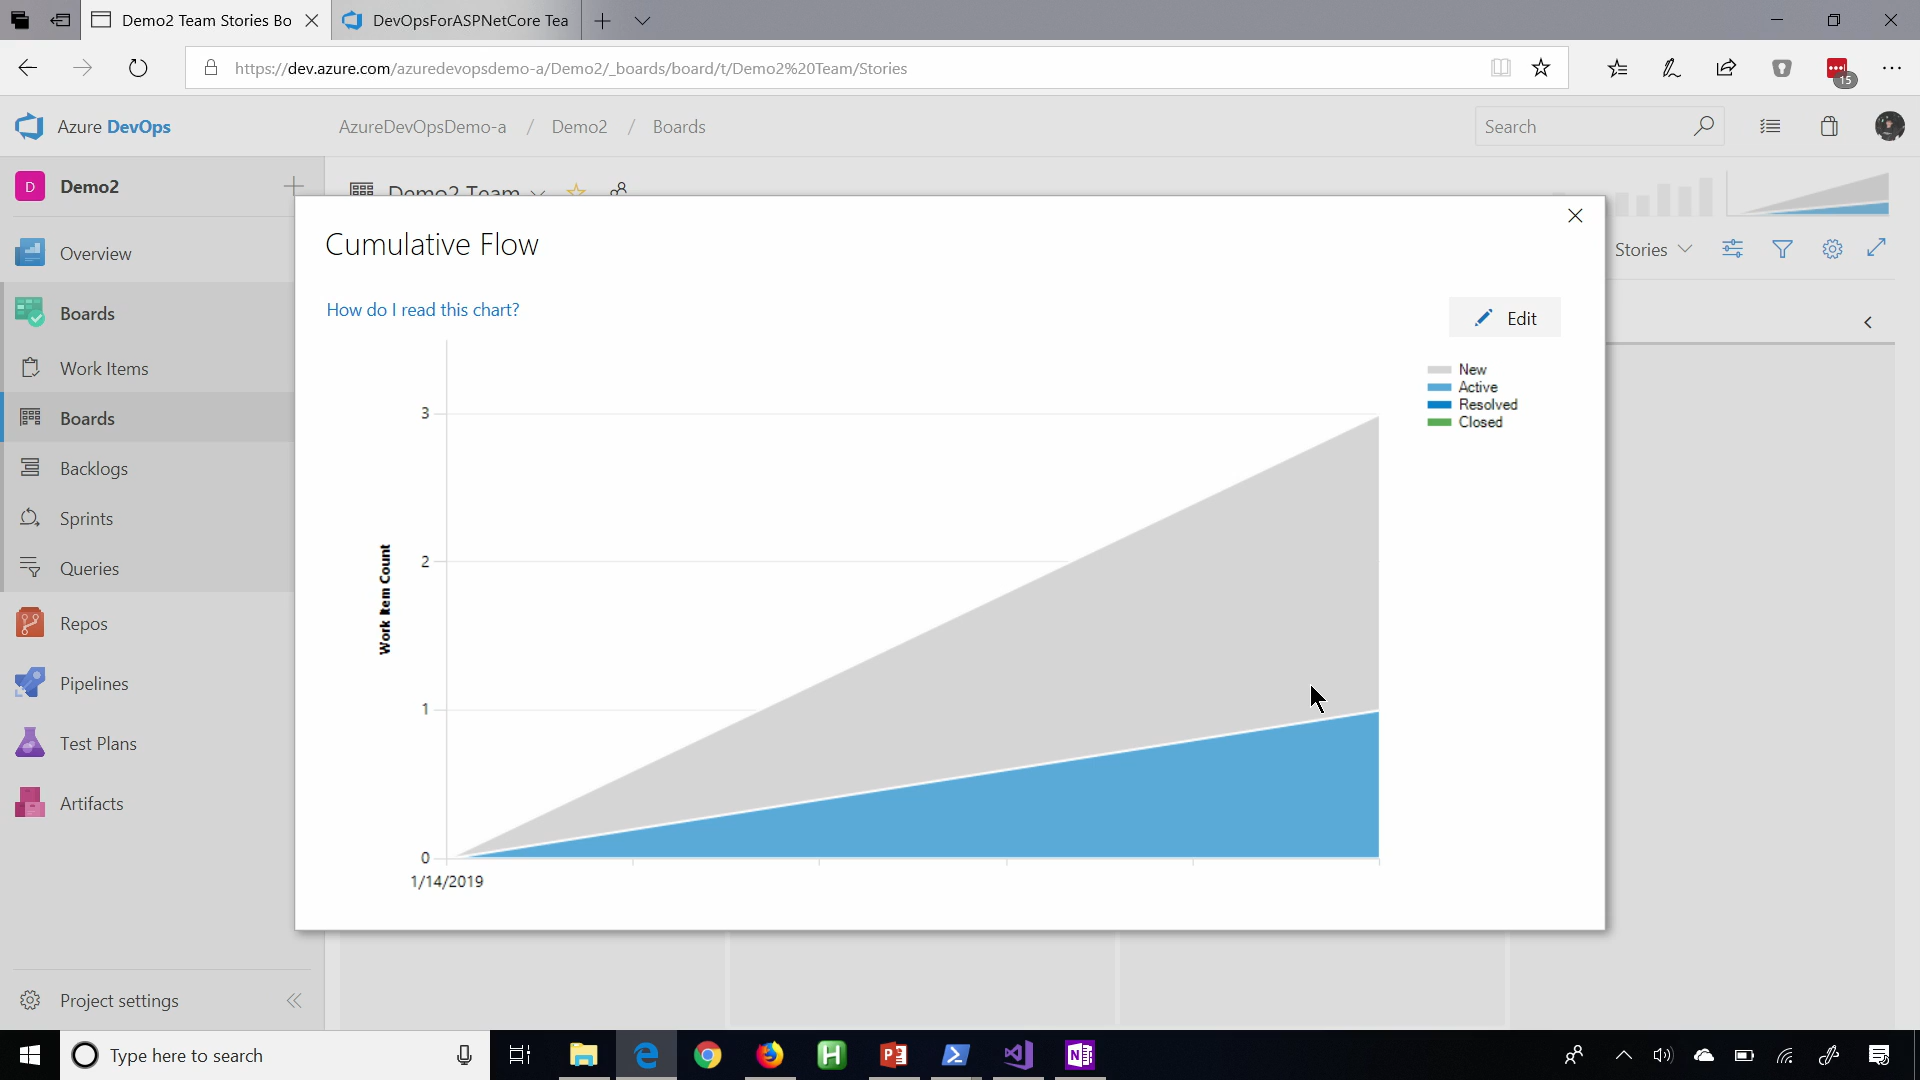 Demo2 Team Stories Bo
DevOpsForASPNetCore Tea
https://dev.azure.com/azuredevopsdemo-a/Demo2/_boards/board/t/Demo2%20Team/Stories
15
Azure DevOps
AzureDevOpsDemo-a / Demo2 / Boards
Search
D Demo2
Demo2 Team
Overview
Boards
Work Items
Boards
Backlogs
Sprints
Queries
Repos
Pipelines
Test Plans
Artifacts
Project settings
Stories
Cumulative Flow
How do I read this chart?
Edit
New
Active
Resolved
Closed
Work Item Count
3
2
1
0
1/14/2019
Type here to search